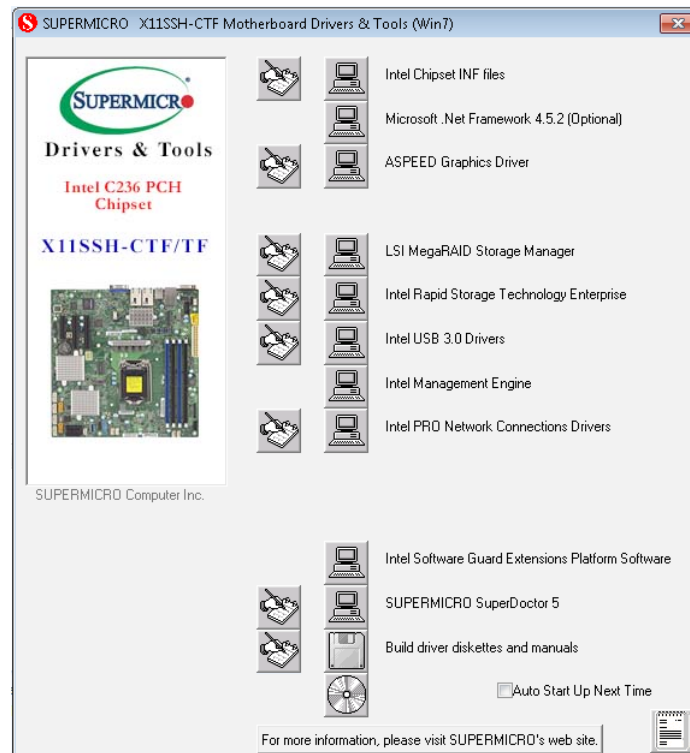 SUPERMICRO X11SSH-CTF Motherboard Drivers & Tools (Win7)
SUPERMICRO
Drivers & Tools
Intel C236 PCH
Chipset
X11SSH-CTF/TF
SUPERMICRO Computer Inc.
Intel Chipset INF files
Microsoft .Net Framework 4.5.2 (Optional)
ASPEED Graphics Driver
LSI MegaRAID Storage Manager
Intel Rapid Storage Technology Enterprise
Intel USB 3.0 Drivers
Intel Management Engine
Intel PRO Network Connections Drivers
Intel Software Guard Extensions Platform Software
SUPERMICRO SuperDoctor 5
Build driver diskettes and manuals
Auto Start Up Next Time
For more information, please visit SUPERMICRO's web site.